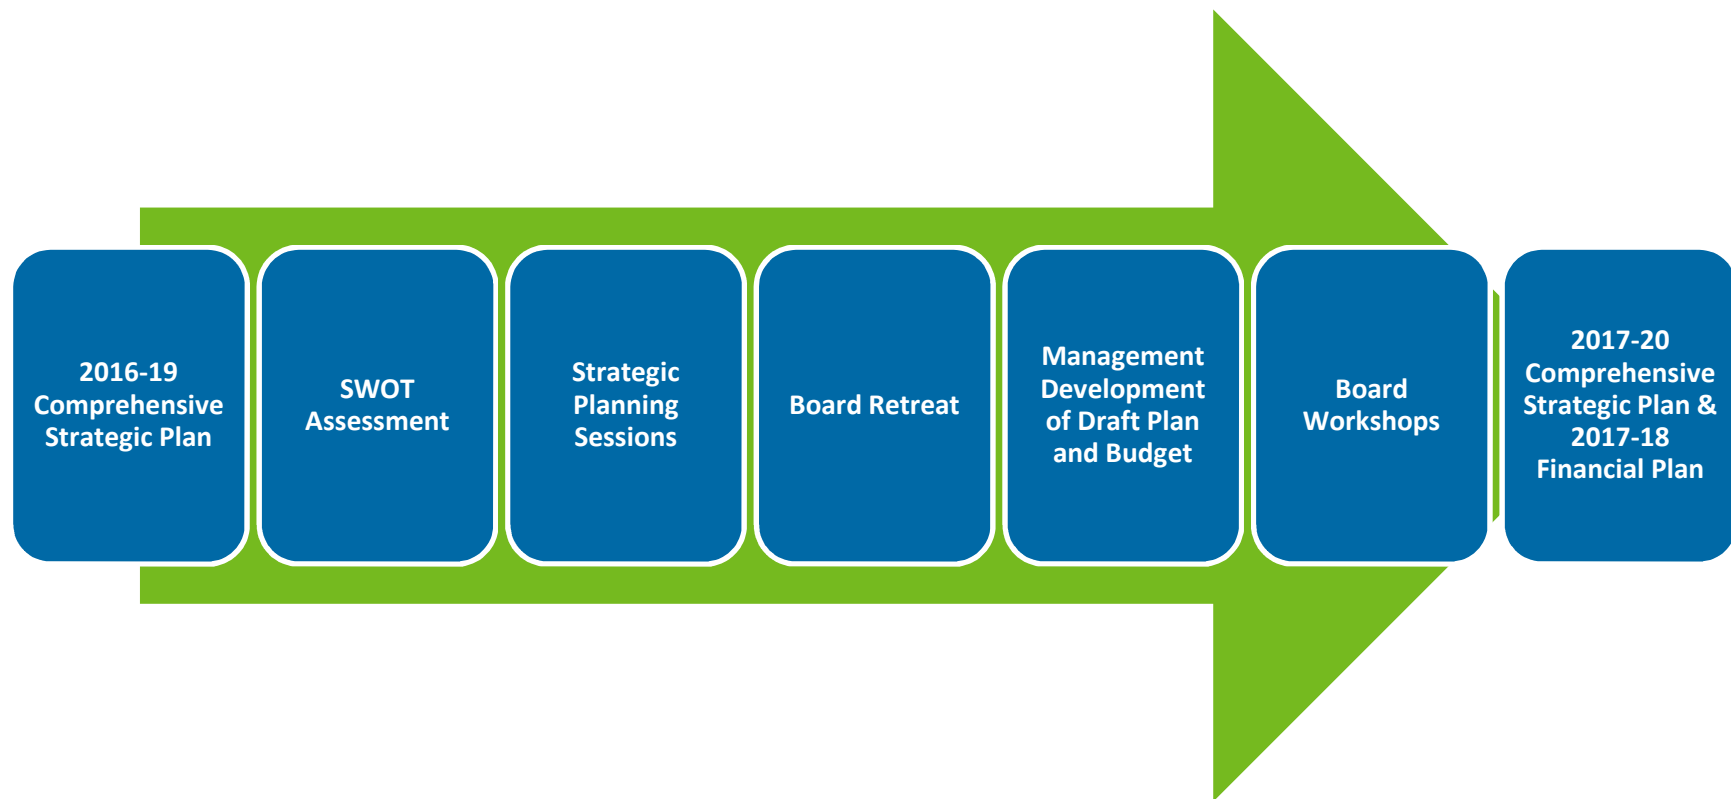 2016-19
Comprehensive
Strategic Plan
SWOT
Assessment
Strategic
Planning
Sessions
Board Retreat
Management
Development
of Draft Plan
and Budget
Board
Workshops
2017-20
Comprehensive
Strategic Plan &
2017-18
Financial Plan